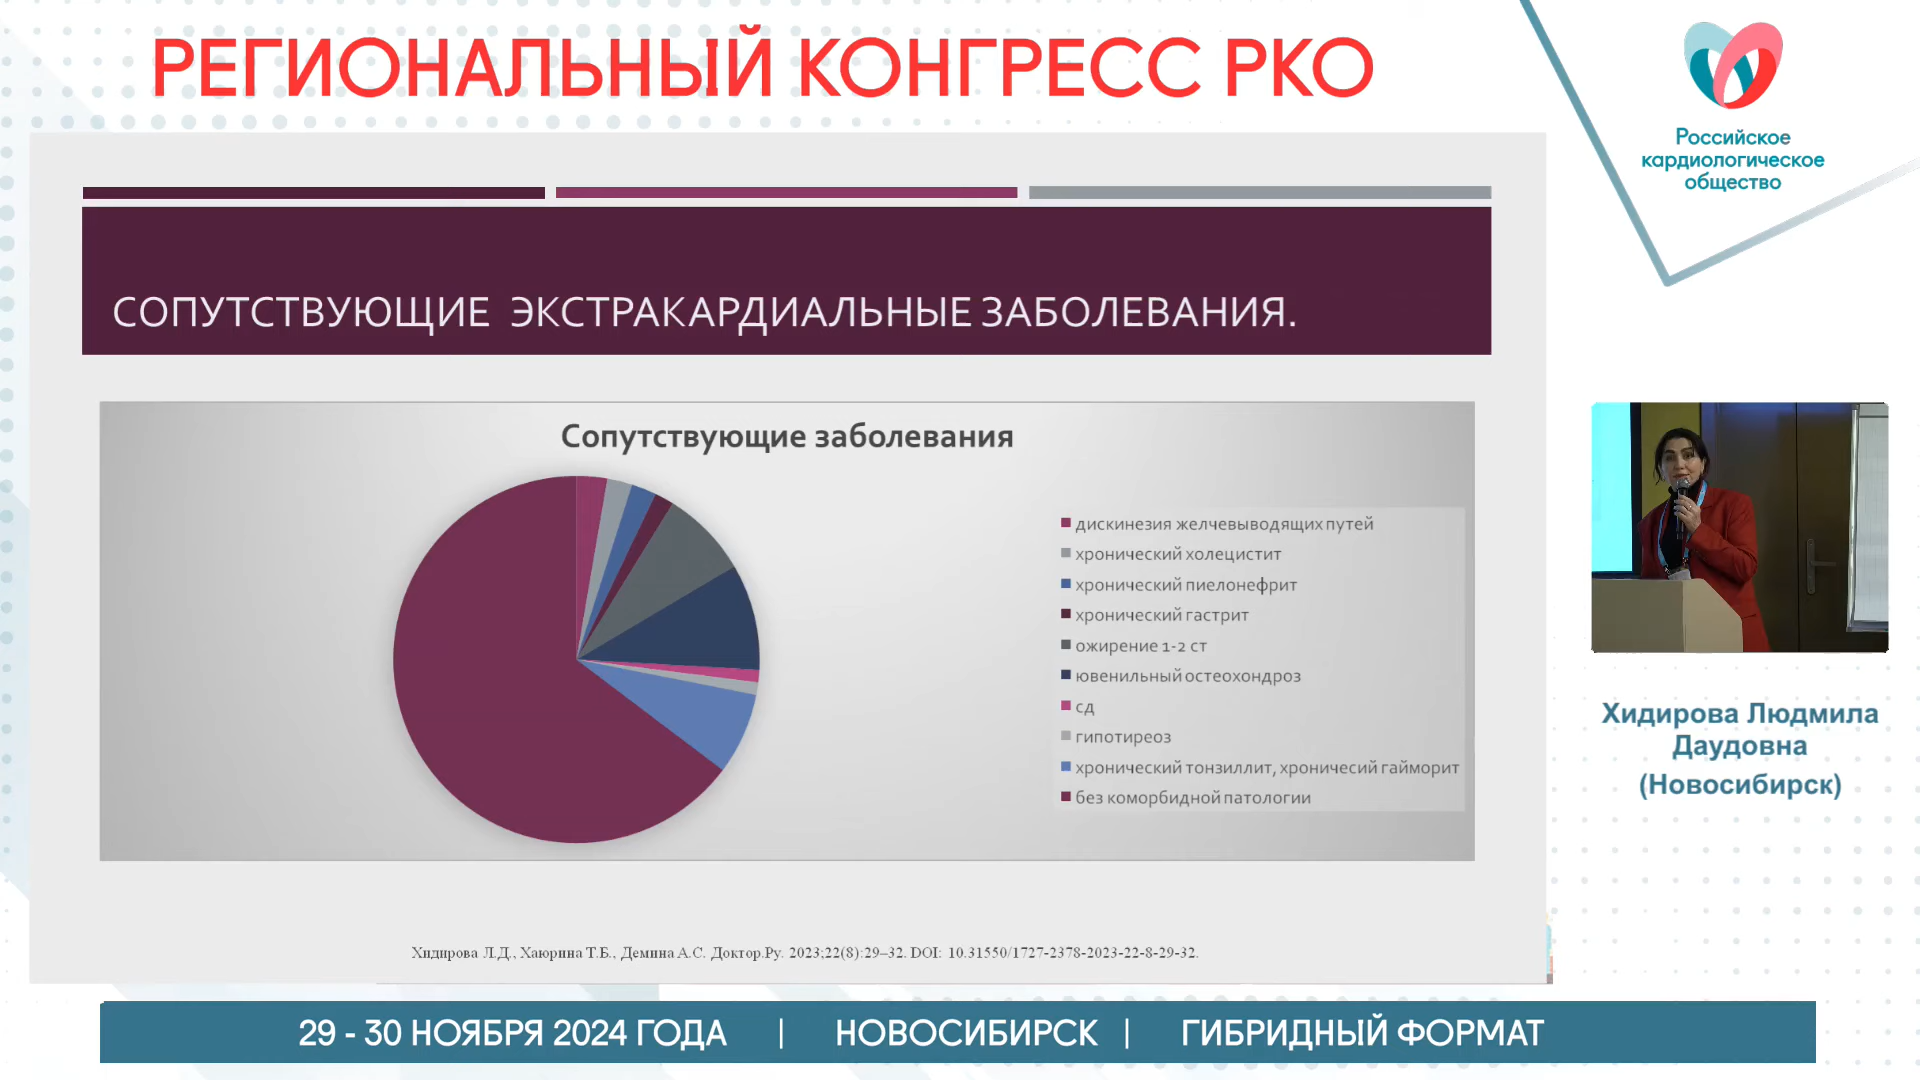 РЕГИОНАЛЬНЫЙ КОНГРЕСС РКО
Российское
кардиологическое
общество
СОПУТСТВУЮЩИЕ ЭКСТРАКАРДИАЛЬНЫЕ ЗАБОЛЕВАНИЯ.
Сопутствующие заболевания
дискинезия желчевыводящих путей
хронический холецистит
хронический пиелонефрит
хронический гастрит
ожирение 1-2 ст
ювенильный остеохондроз
сд
гипотиреоз
хронический тонзиллит, хроничесий гайморит
без коморбидной патологии
Хидирова Людмила
Даудовна
(Новосибирск)
Хидирова Л.Д., Хаюрина Т.Б., Демина А.С. Доктор.Ру. 2023;22(8):29–32. DOI: 10.31550/1727-2378-2023-22-8-29-32.
29 - 30 НОЯБРЯ 2024 ГОДА | НОВОСИБИРСК | ГИБРИДНЫЙ ФОРМАТ